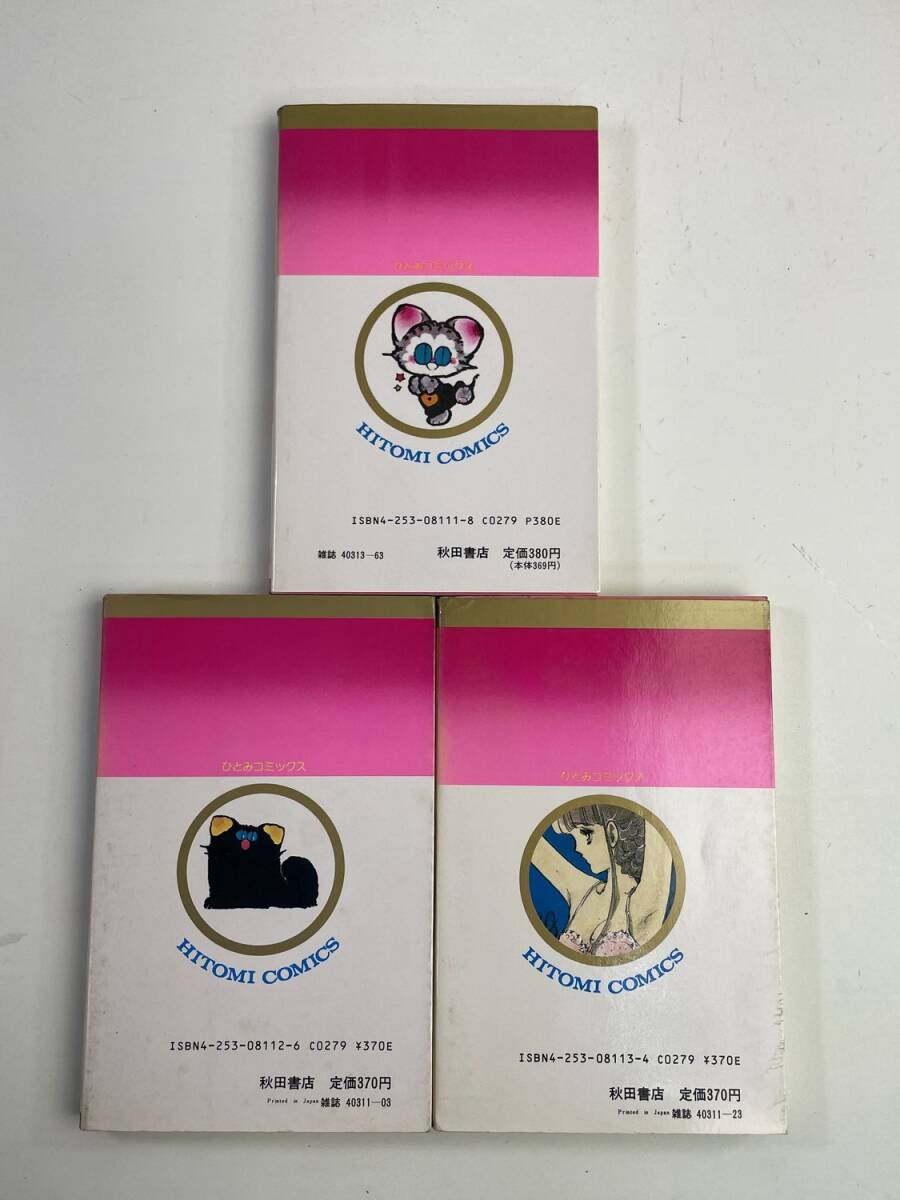 ひとみコミックス
HITOMI COMICS
ISBN4-253-08111-8 C0279 P380E
雑誌 40313—63 秋田書店 定価380円
(本体369円)
ひとみコミックス
HITOMI COMICS
ISBN4-253-08112-6 C0279 ¥370E
秋田書店 定価370円
Printed in Japan 雑誌 40311—03
ひとみコミックス
HITOMI COMICS
ISBN4-253-08113-4 C0279 ¥370E
秋田書店 定価370円
Printed in Japan 雑誌 40311—23